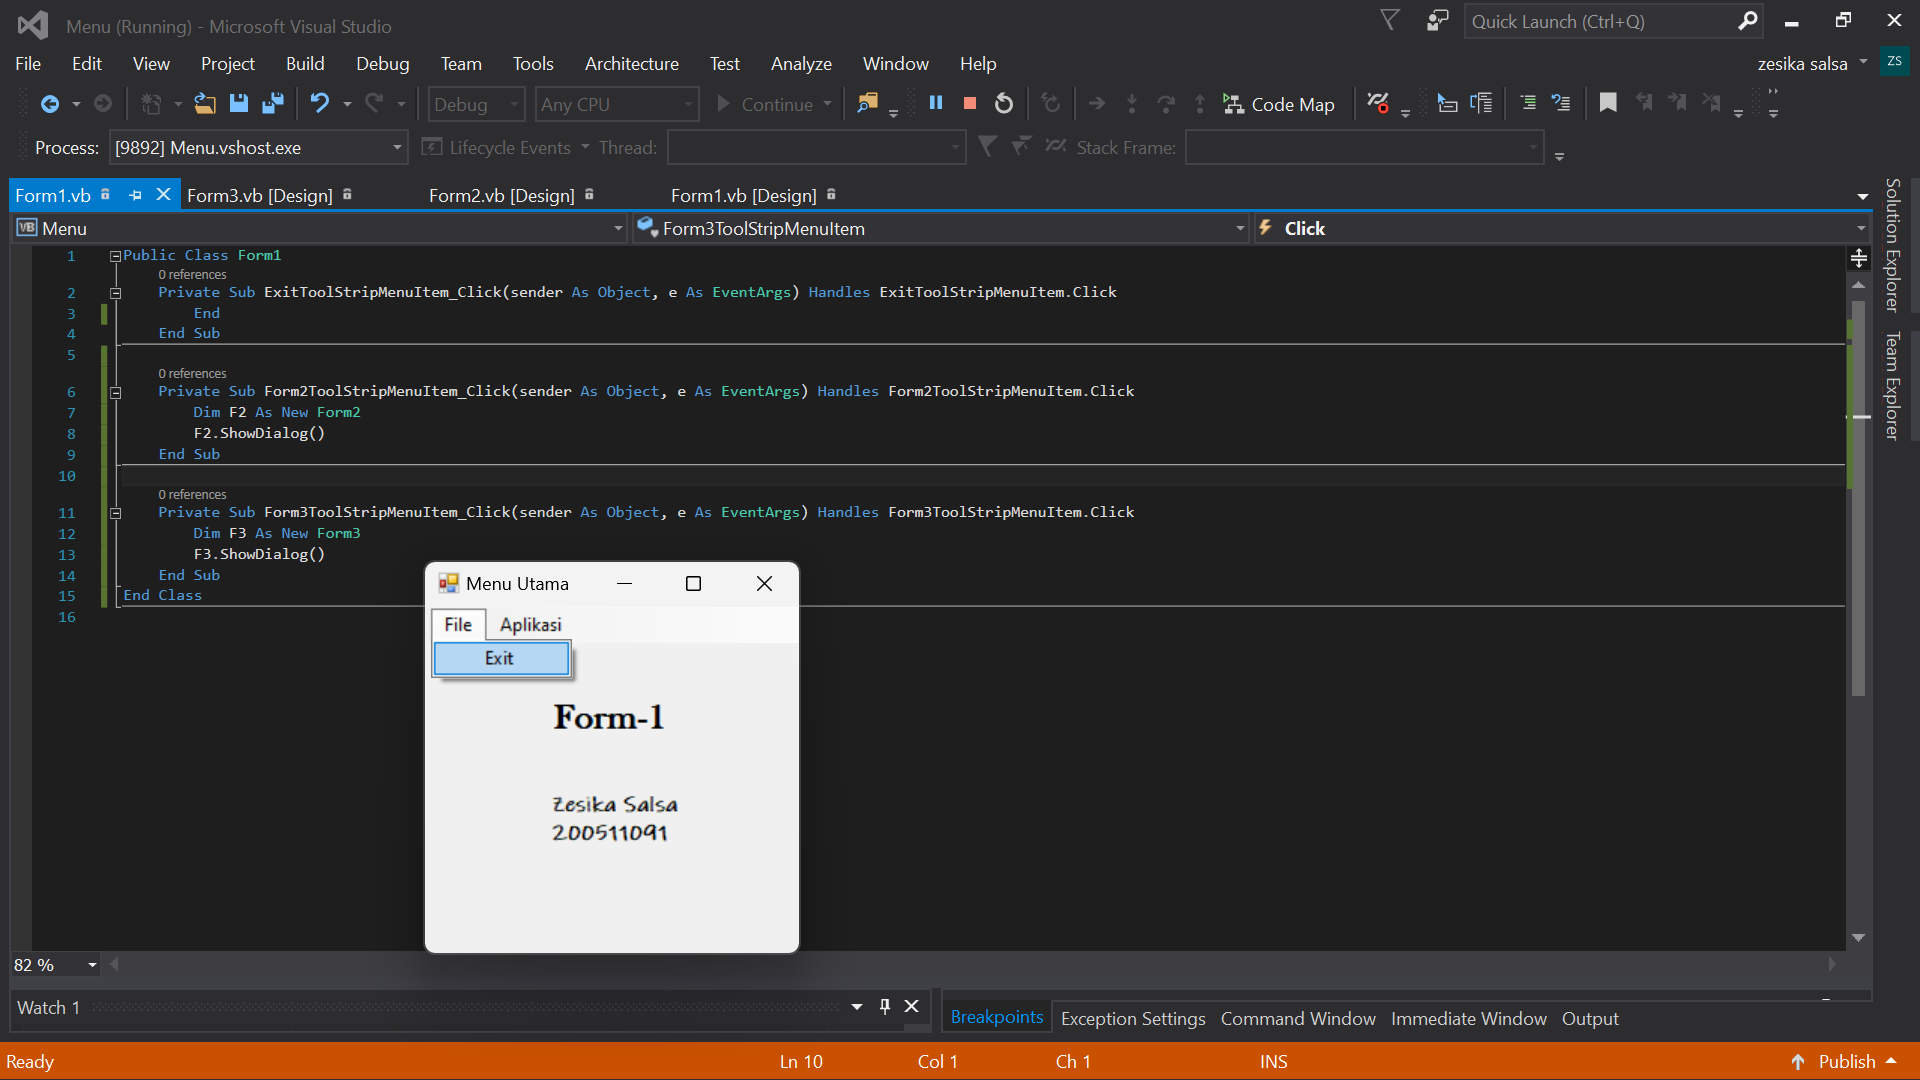 Menu (Running) - Microsoft Visual Studio
Quick Launch (Ctrl+Q)
File Edit View Project Build Debug Team Tools Architecture Test Analyze Window Help
zesika salsa ZS
Debug Any CPU Continue Code Map
Process: [9892] Menu.vshost.exe Lifecycle Events Thread: Stack Frame:
Form1.vb Form3.vb [Design] Form2.vb [Design] Form1.vb [Design]
VB Menu Form3ToolStripMenuItem Click
Solution Explorer
Team Explorer
1 Public Class Form1
0 references
2 Private Sub ExitToolStripMenuItem_Click(sender As Object, e As EventArgs) Handles ExitToolStripMenuItem.Click
3 End
4 End Sub
5
0 references
6 Private Sub Form2ToolStripMenuItem_Click(sender As Object, e As EventArgs) Handles Form2ToolStripMenuItem.Click
7 Dim F2 As New Form2
8 F2.ShowDialog()
9 End Sub
10
0 references
11 Private Sub Form3ToolStripMenuItem_Click(sender As Object, e As EventArgs) Handles Form3ToolStripMenuItem.Click
12 Dim F3 As New Form3
13 F3.ShowDialog()
14 End Sub
15 End Class
16
Menu Utama
File Aplikasi
Exit
Form-1
Zesika Salsa
200511091
82 %
Watch 1
Breakpoints Exception Settings Command Window Immediate Window Output
Ready Ln 10 Col 1 Ch 1 INS Publish